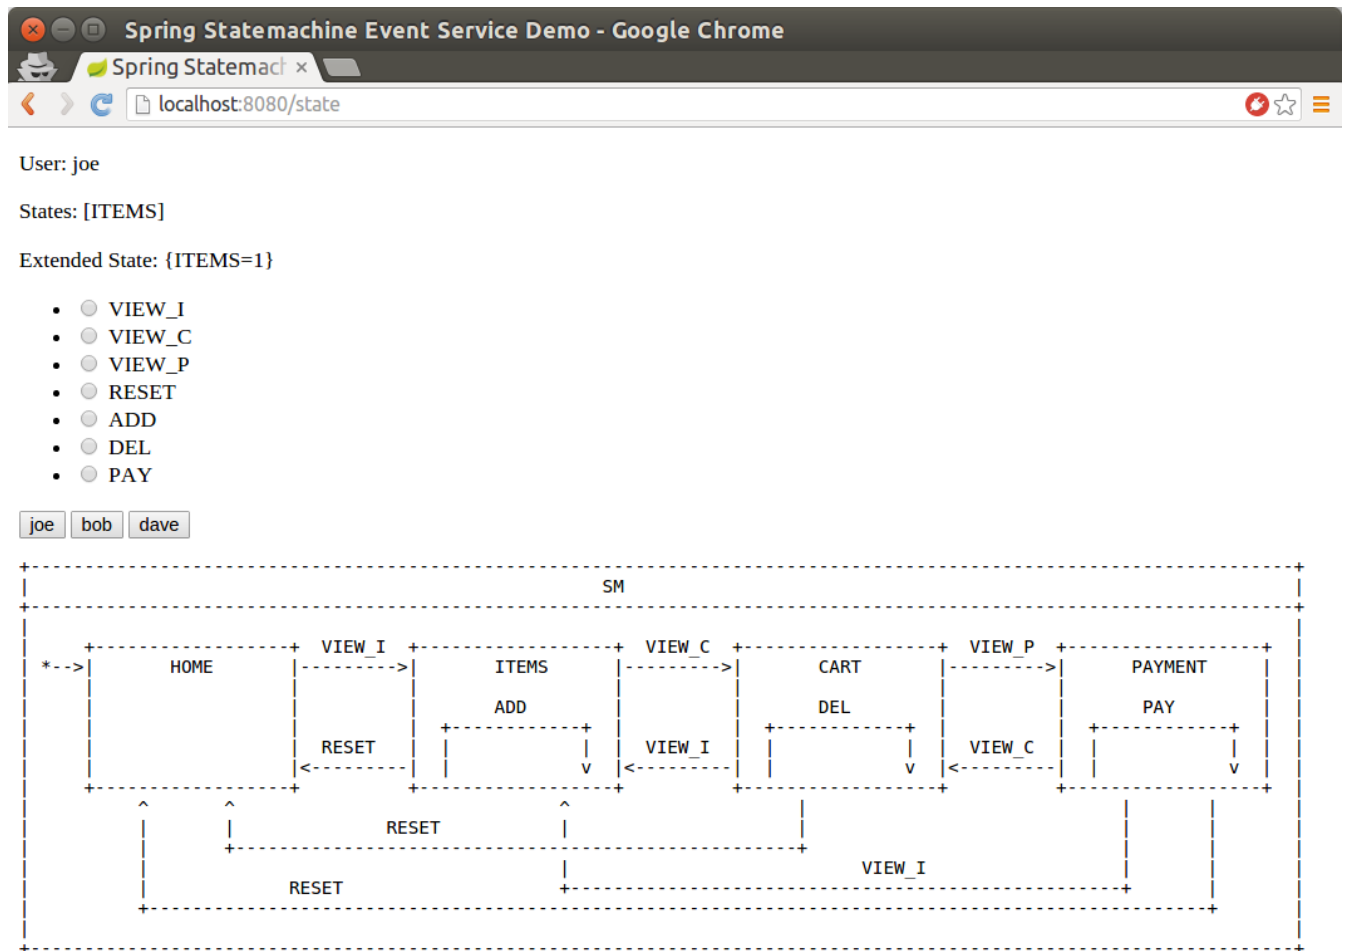 Spring Statemachine Event Service Demo - Google Chrome
Spring Statemach
localhost:8080/state
User: joe
States: [ITEMS]
Extended State: {ITEMS=1}
VIEW_I
VIEW_C
VIEW_P
RESET
ADD
DEL
PAY
joe bob dave
SM
VIEW_I VIEW_C VIEW_P
HOME ITEMS CART PAYMENT
ADD DEL PAY
RESET VIEW_I VIEW_C
RESET
VIEW_I
RESET